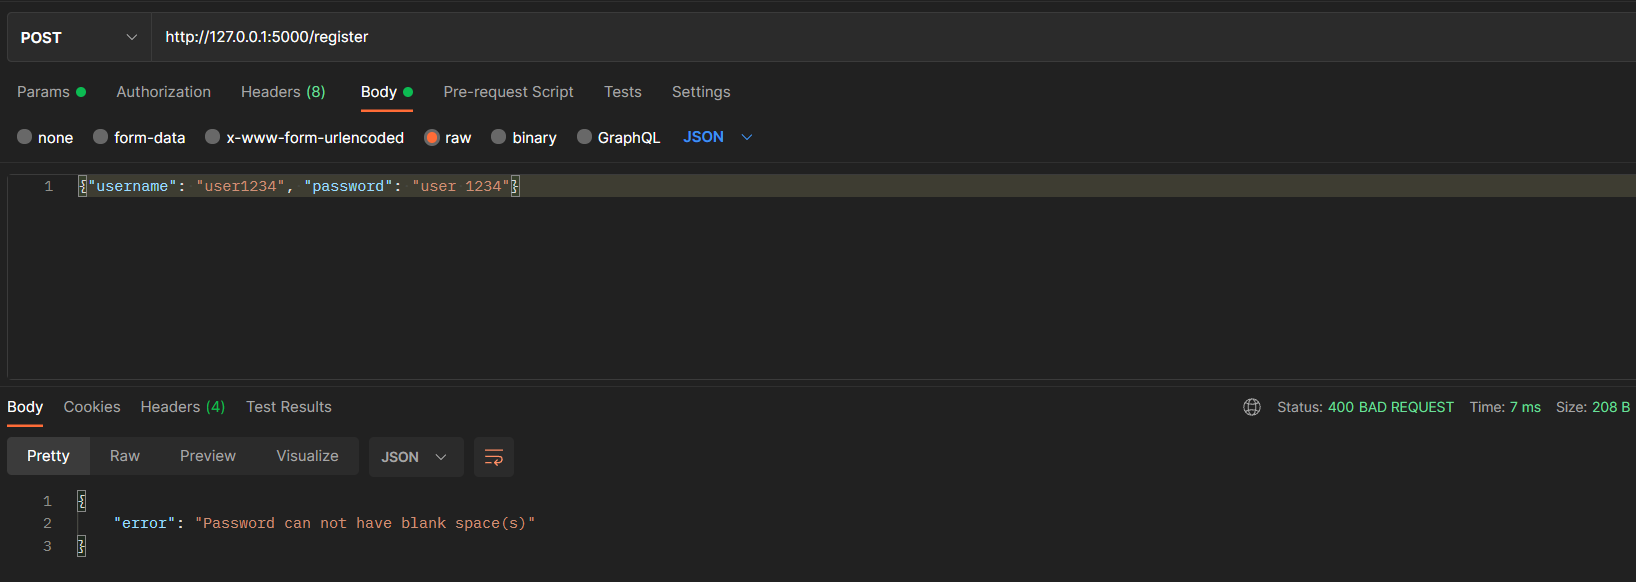 POST http://127.0.0.1:5000/register
Params Authorization Headers (8) Body Pre-request Script Tests Settings
none form-data x-www-form-urlencoded raw binary GraphQL JSON
1 {"username": "user1234", "password": "user 1234"}
Body Cookies Headers (4) Test Results Status: 400 BAD REQUEST Time: 7 ms Size: 208 B
Pretty Raw Preview Visualize JSON
1 {
2 "error": "Password can not have blank space(s)"
3 }